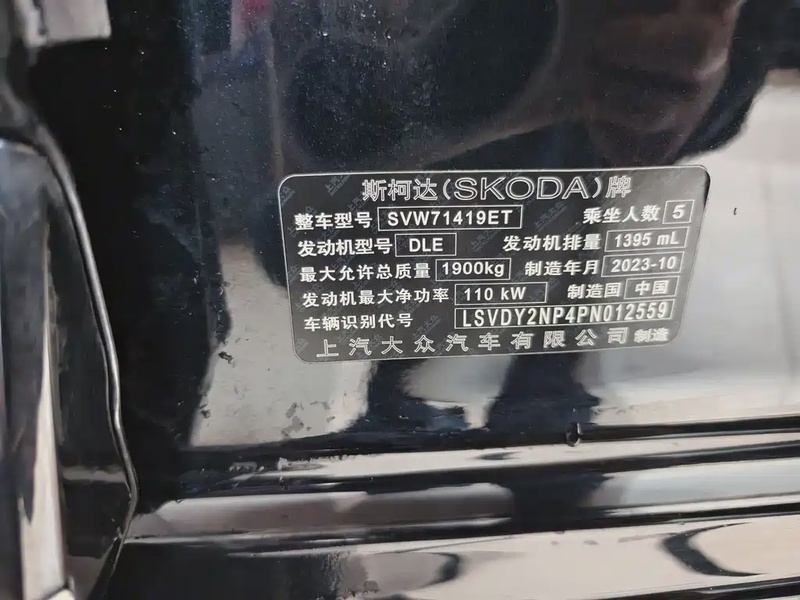 斯柯达(SKODA)牌
整车型号 SVW71419ET 乘坐人数 5
发动机型号 DLE 发动机排量 1395 mL
最大允许总质量 1900kg 制造年月 2023-10
发动机最大净功率 110 kW 制造国 中国
车辆识别代号 LSVDY2NP4PN012559
上汽大众汽车有限公司 制造